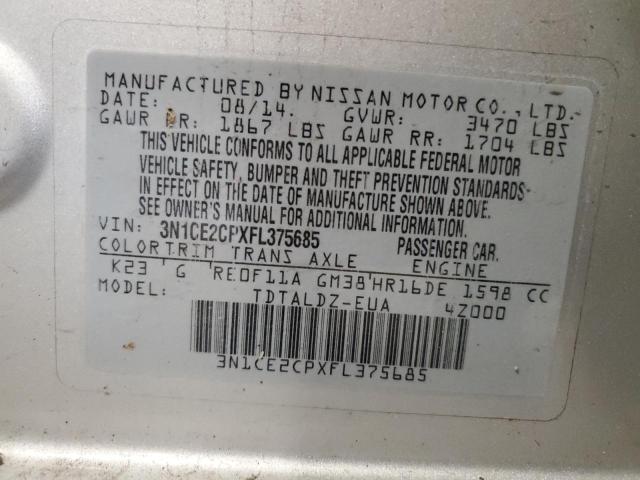 MANUFACTURED BY NISSAN MOTOR CO., LTD.
DATE: 08/14. GVWR: 3470 LBS
GAWR FR: 1867 LBS GAWR RR: 1704 LBS
THIS VEHICLE CONFORMS TO ALL APPLICABLE FEDERAL MOTOR
VEHICLE SAFETY, BUMPER AND THEFT PREVENTION STANDARDS
IN EFFECT ON THE DATE OF MANUFACTURE SHOWN ABOVE.
SEE OWNER'S MANUAL FOR ADDITIONAL INFORMATION.
VIN: 3N1CE2CPXFL375685 PASSENGER CAR.
COLOR TRIM TRANS AXLE ENGINE
K23 G RE0F11A GM38 HR16DE 1598 CC
MODEL: TDTALDZ-EUA 4Z000
3N1CE2CPXFL375685